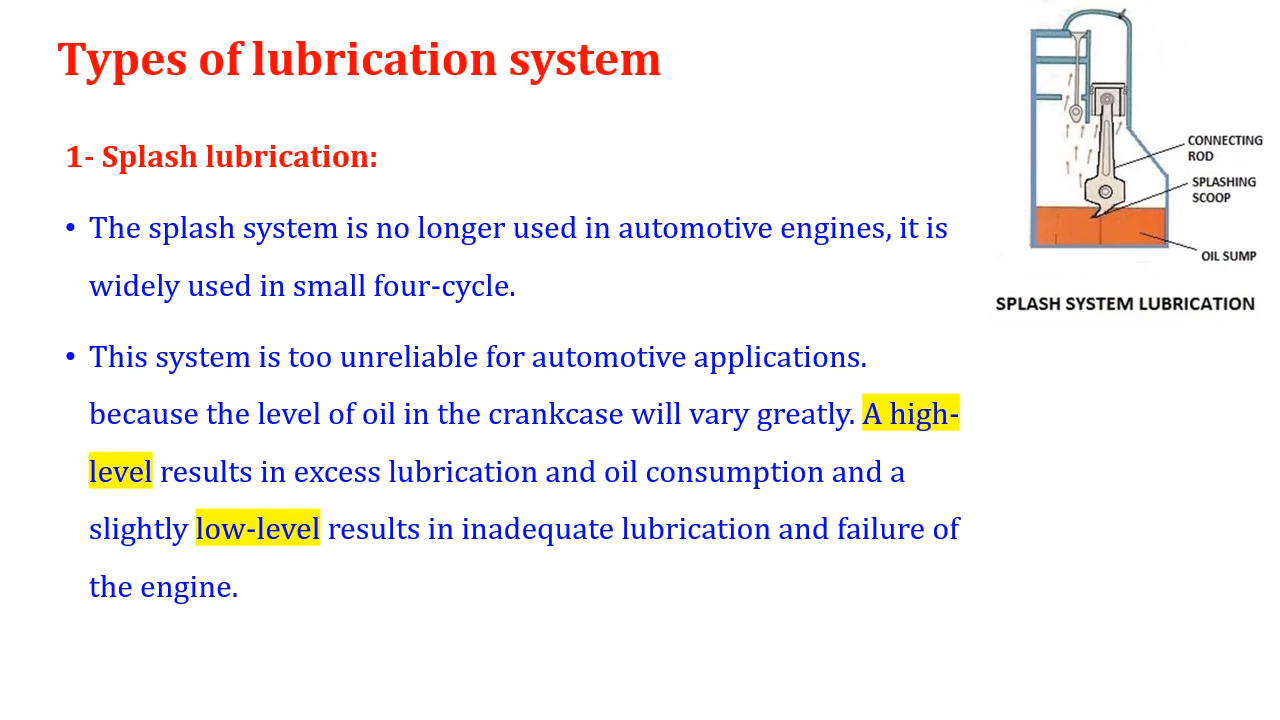 Types of lubrication system
1- Splash lubrication:
• The splash system is no longer used in automotive engines, it is
widely used in small four-cycle.
• This system is too unreliable for automotive applications.
because the level of oil in the crankcase will vary greatly. A high-
level results in excess lubrication and oil consumption and a
slightly low-level results in inadequate lubrication and failure of
the engine.
CONNECTING
ROD
SPLASHING
SCOOP
OIL SUMP
SPLASH SYSTEM LUBRICATION